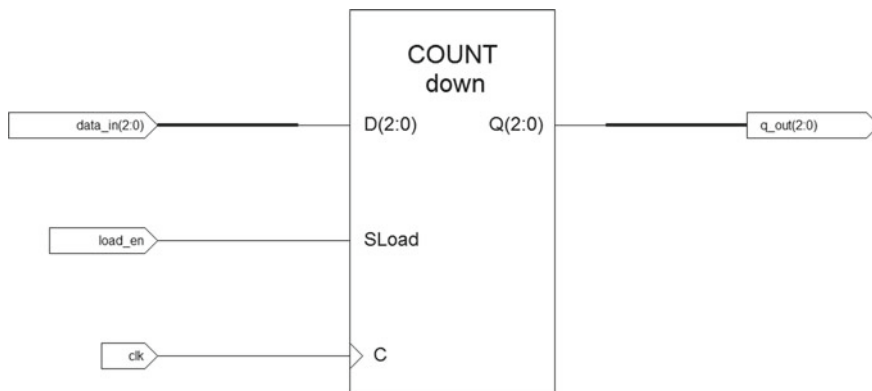 COUNT
down
data_in(2:0)
D(2:0)
Q(2:0)
q_out(2:0)
load_en
SLoad
clk
C